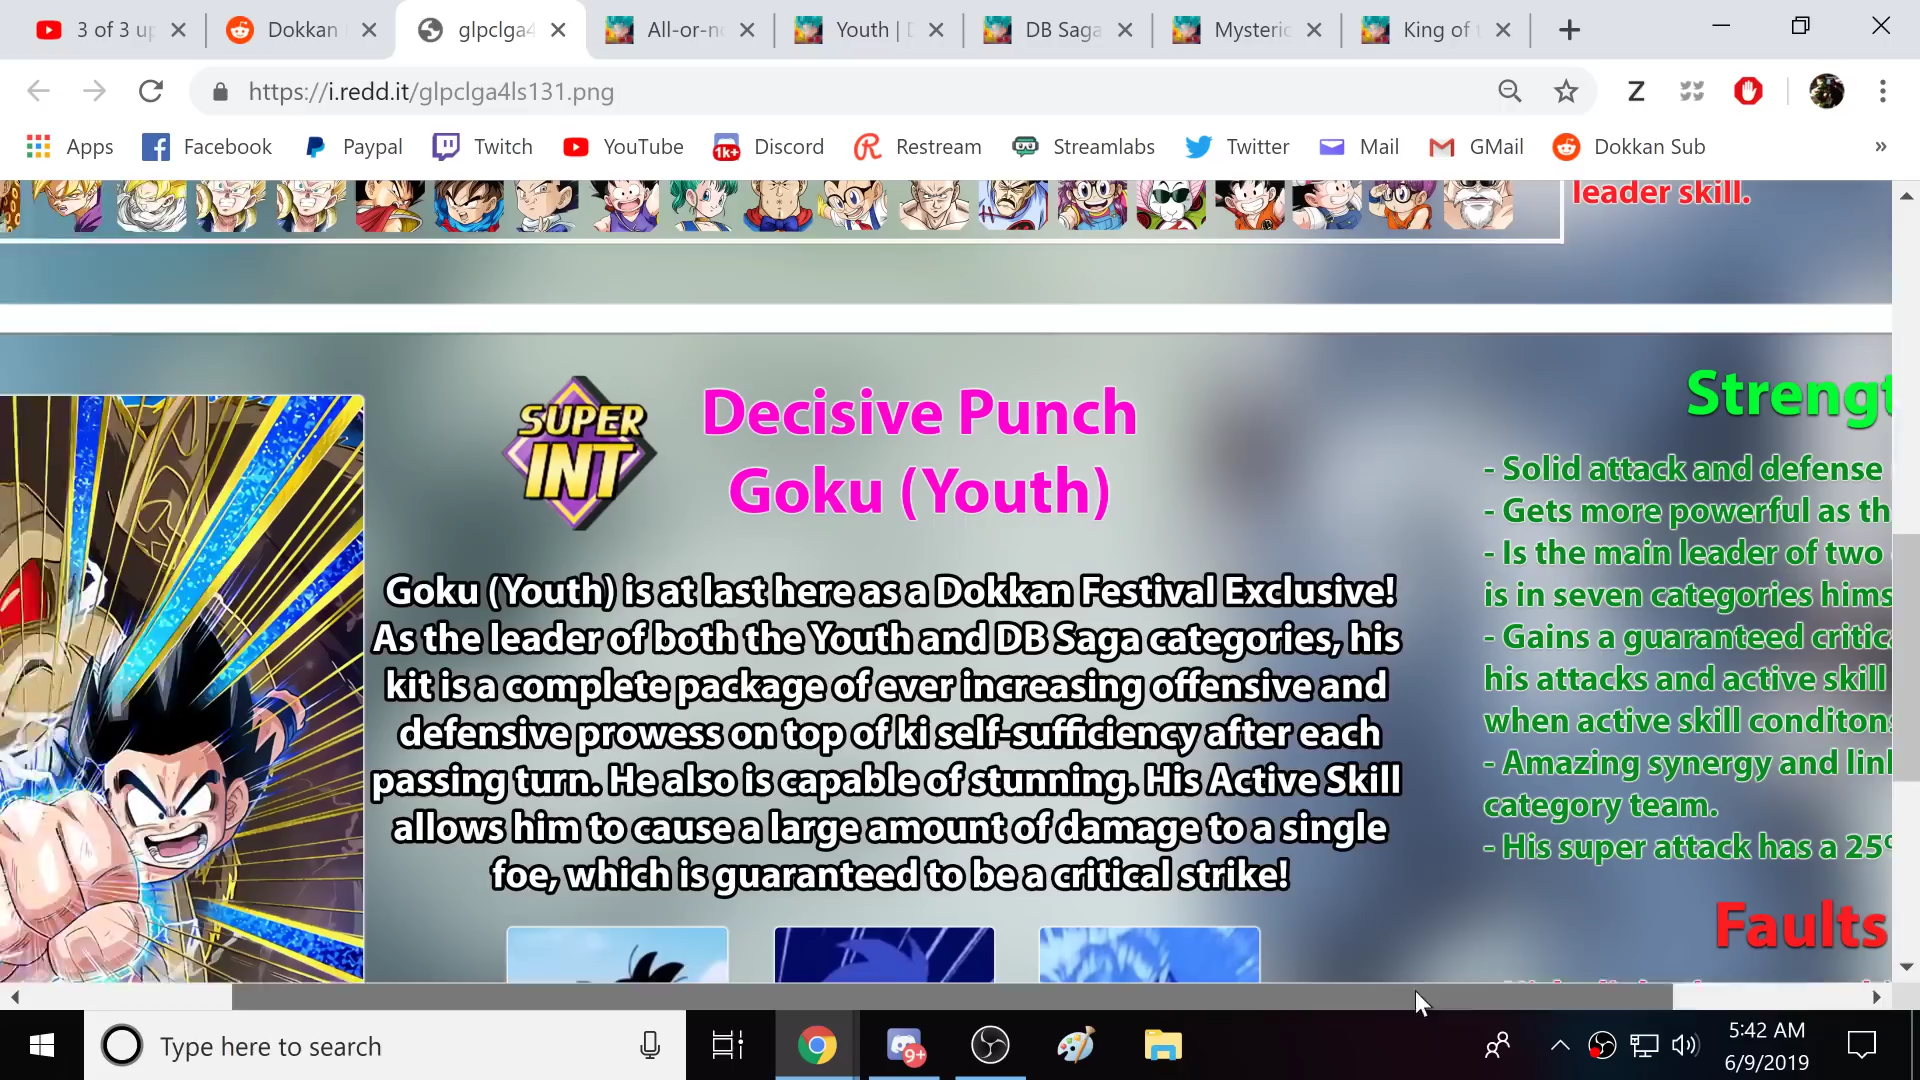 3 of 3 up
Dokkan
glpclga4
All-or-n
Youth | D
DB Saga
Mysteric
King of t
https://i.redd.it/glpclga4ls131.png
Z
Apps
Facebook
Paypal
Twitch
1K+
YouTube
Discord
Restream
Streamlabs
Twitter
Mail
GMail
Dokkan Sub
»
leader skill.
SUPER
INT
Decisive Punch
Goku (Youth)
Goku (Youth) is at last here as a Dokkan Festival Exclusive!
As the leader of both the Youth and DB Saga categories, his
kit is a complete package of ever increasing offensive and
defensive prowess on top of ki self-sufficiency after each
passing turn. He also is capable of stunning. His Active Skill
allows him to cause a large amount of damage to a single
foe, which is guaranteed to be a critical strike!
Strengt
- Solid attack and defense
- Gets more powerful as th
- Is the main leader of two
is in seven categories hims
- Gains a guaranteed critic
his attacks and active skill
when active skill conditons
- Amazing synergy and link
category team.
- His super attack has a 25%
Faults
Type here to search
9+
5:42 AM
6/9/2019